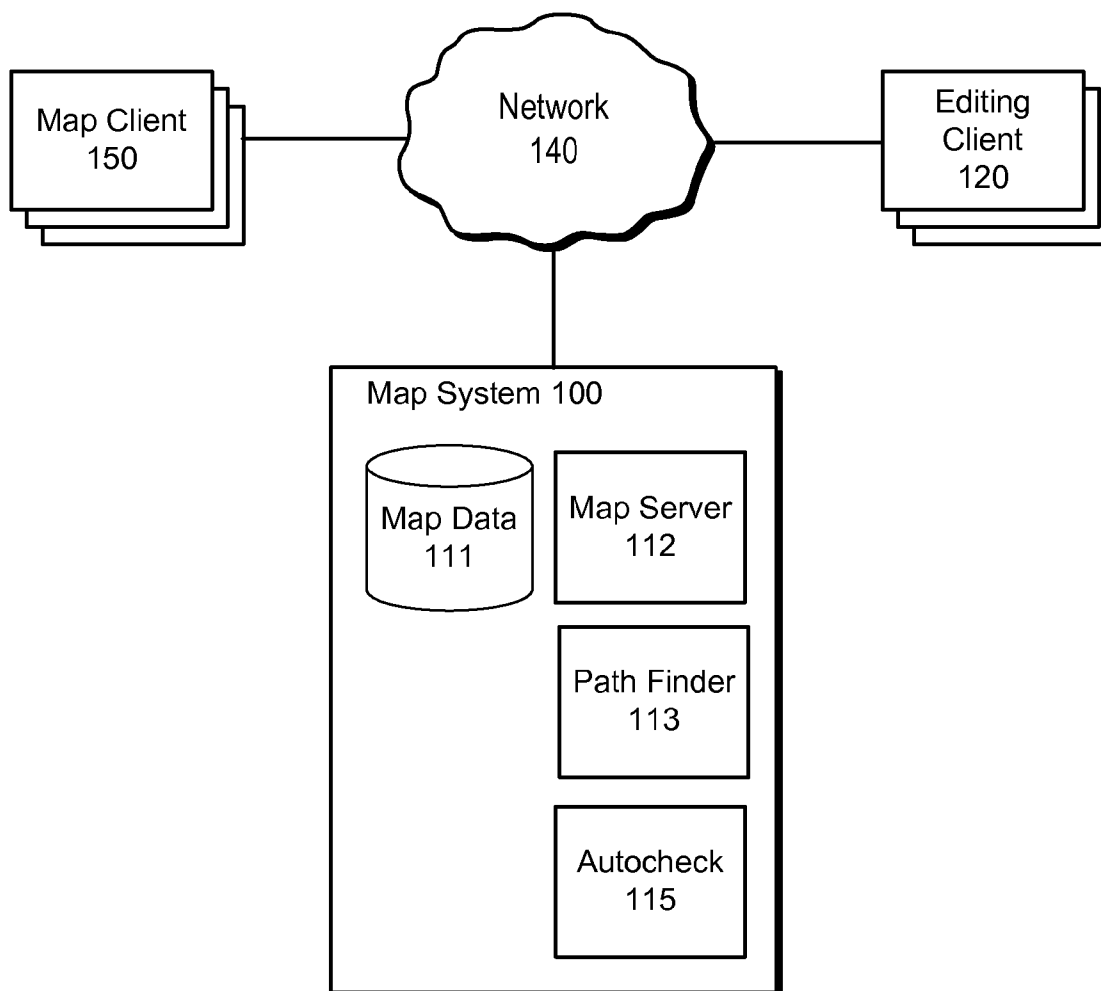 Map Client
150
Network
140
Editing
Client
120
Map System 100
Map Data
111
Map Server
112
Path Finder
113
Autocheck
115